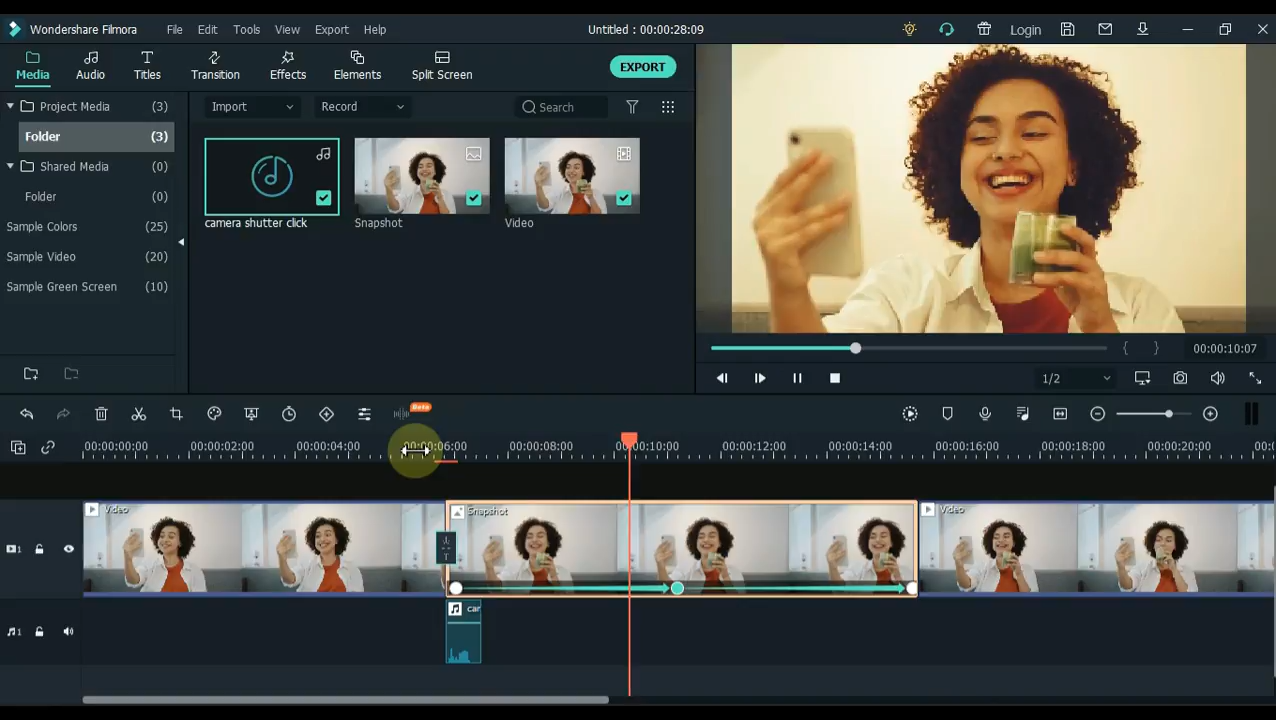 Wondershare Filmora File Edit Tools View Export Help Untitled : 00:00:28:09 Login
Media Audio Titles Transition Effects Elements Split Screen EXPORT
Project Media (3) Import Record Search
Folder (3)
Shared Media (0)
Folder (0)
camera shutter click Snapshot Video
Sample Colors (25)
Sample Video (20)
Sample Green Screen (10)
00:00:10:07
1/2
Beta
00:00:00:00 00:00:02:00 00:00:04:00 00:00:06:00 00:00:08:00 00:00:10:00 00:00:12:00 00:00:14:00 00:00:16:00 00:00:18:00 00:00:20:00
Video Snapshot Video
1
car
1